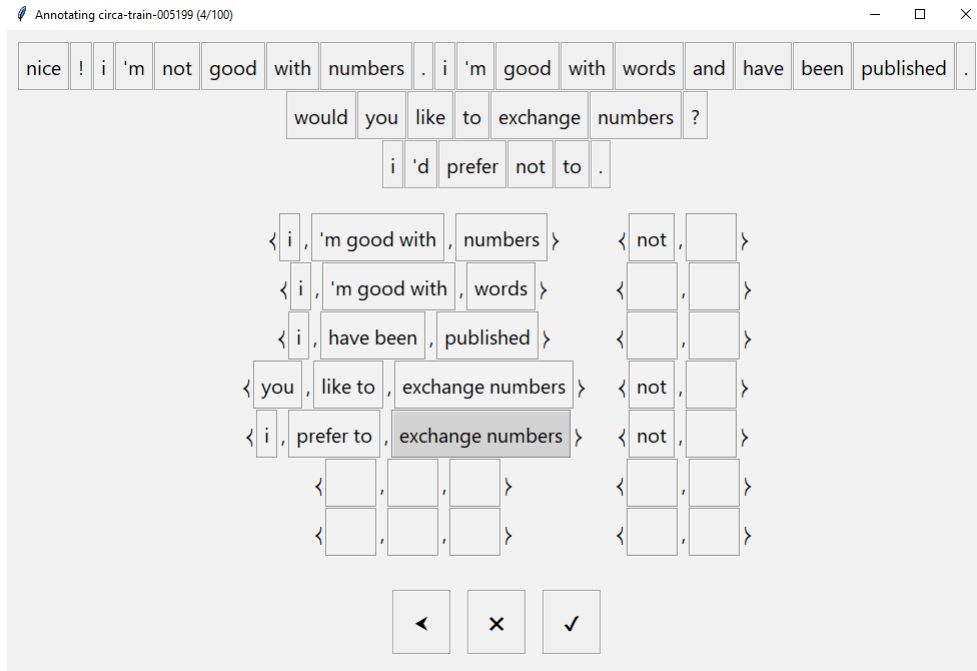 Annotating circa-train-005199 (4/100)
nice ! i 'm not good with numbers . i 'm good with words and have been published .
would you like to exchange numbers ?
i 'd prefer not to .
⟨ i , 'm good with , numbers ⟩ ⟨ not , ⟩
⟨ i , 'm good with , words ⟩ ⟨ , ⟩
⟨ i , have been , published ⟩ ⟨ , ⟩
⟨ you , like to , exchange numbers ⟩ ⟨ not , ⟩
⟨ i , prefer to , exchange numbers ⟩ ⟨ not , ⟩
⟨ , , ⟩ ⟨ , ⟩
⟨ , , ⟩ ⟨ , ⟩